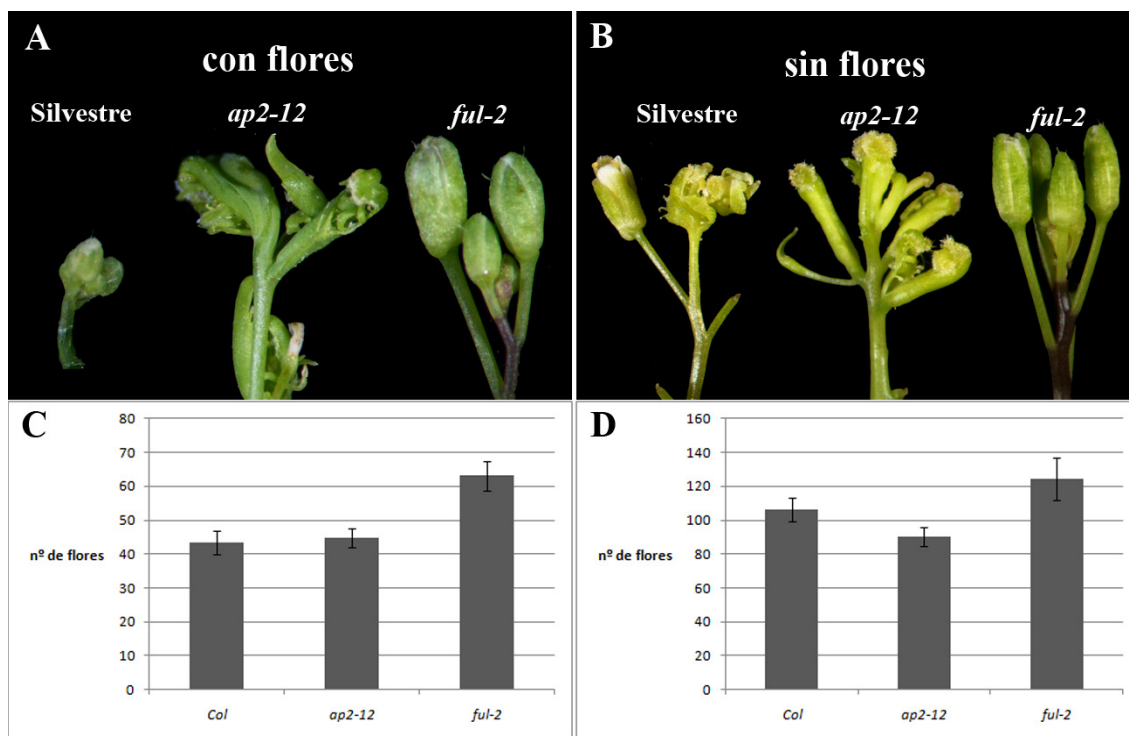 A
con flores
Silvestre ap2-12 ful-2
B
sin flores
Silvestre ap2-12 ful-2
C
80
70
60
50
40
30
20
10
0
nº de flores
Col ap2-12 ful-2
D
160
140
120
100
80
60
40
20
0
nº de flores
Col ap2-12 ful-2